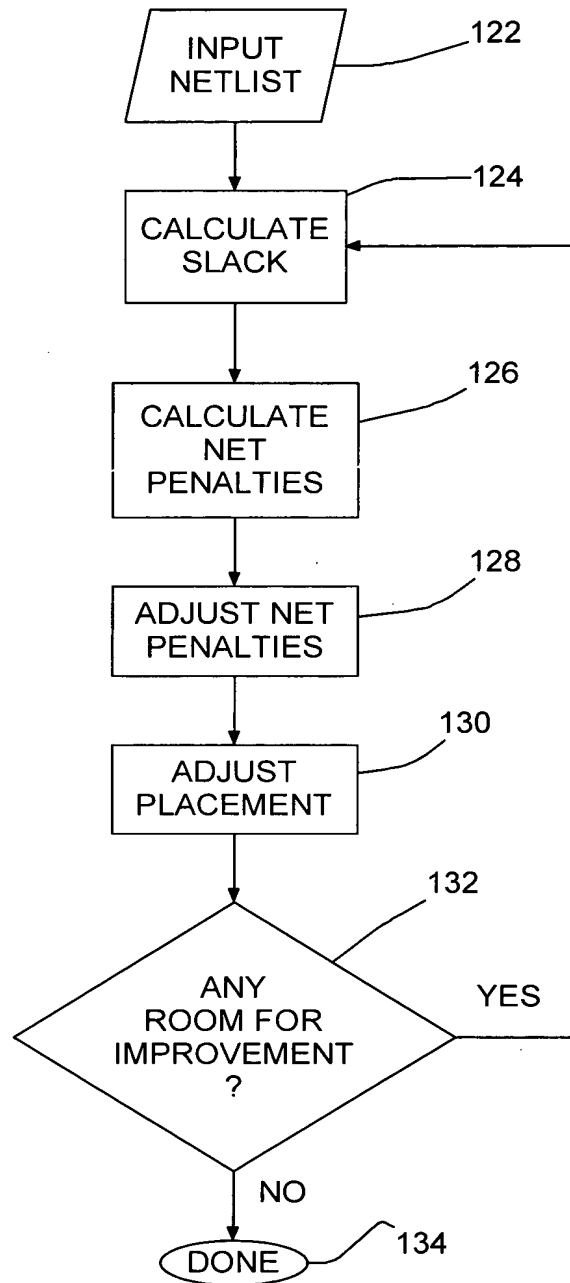 INPUT
NETLIST
122
124
CALCULATE
SLACK
126
CALCULATE
NET
PENALTIES
128
ADJUST NET
PENALTIES
130
ADJUST
PLACEMENT
132
ANY
ROOM FOR
IMPROVEMENT
?
YES
NO
DONE
134